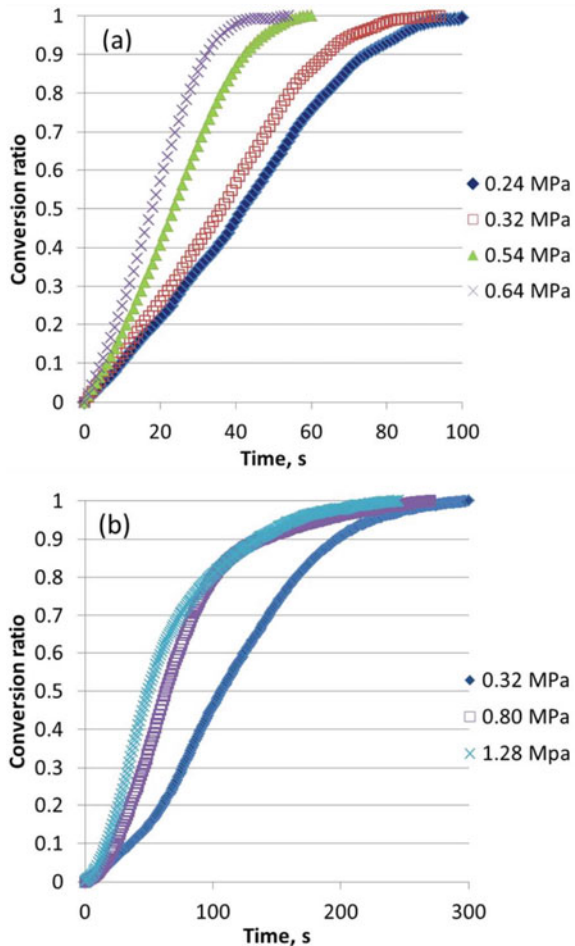 (a)
Conversion ratio
1
0.9
0.8
0.7
0.6
0.5
0.4
0.3
0.2
0.1
0
0 20 40 60 80 100
Time, s
0.24 MPa
0.32 MPa
0.54 MPa
0.64 MPa
(b)
Conversion ratio
1
0.9
0.8
0.7
0.6
0.5
0.4
0.3
0.2
0.1
0
0 100 200 300
Time, s
0.32 MPa
0.80 MPa
1.28 Mpa